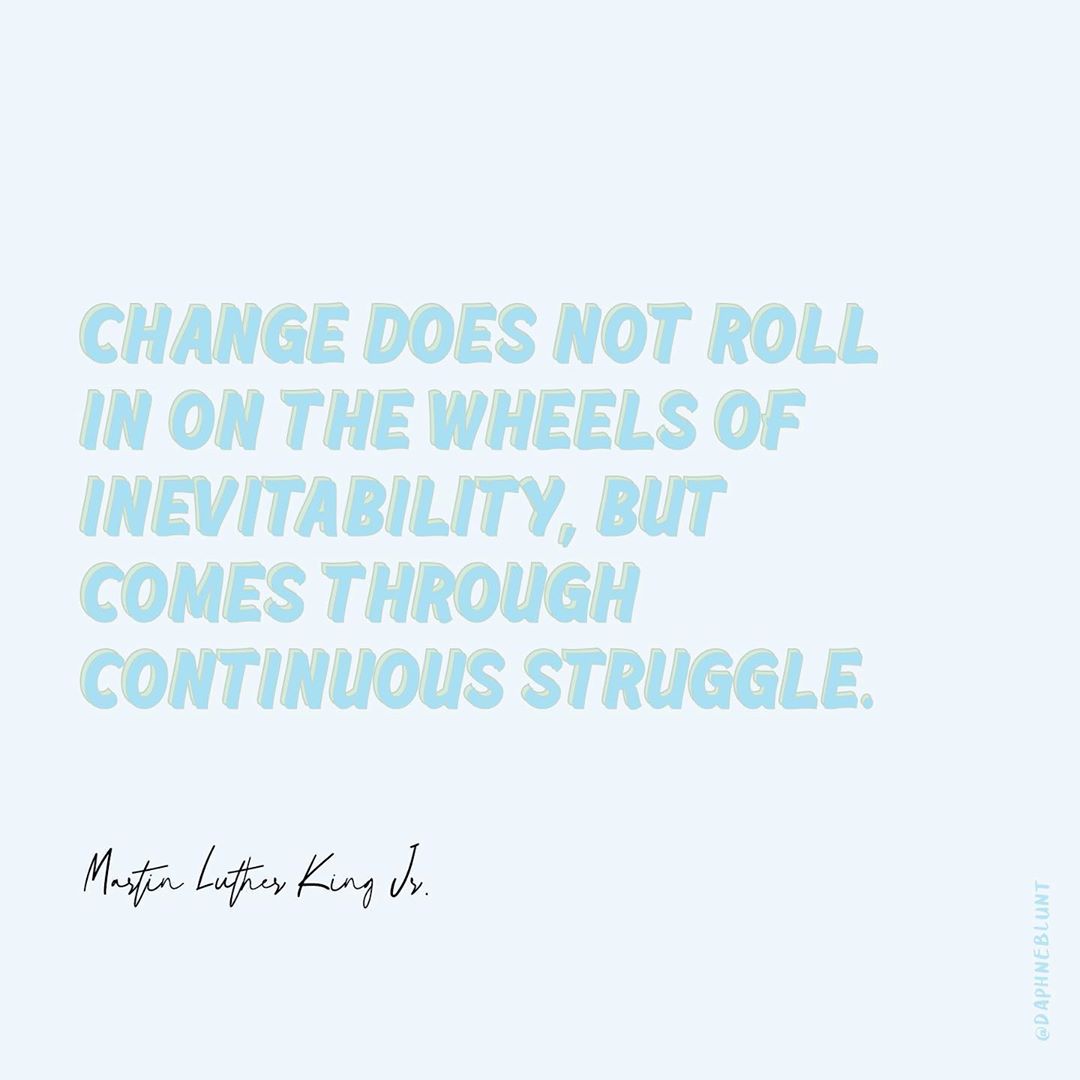 CHANGE DOES NOT ROLL
IN ON THE WHEELS OF
INEVITABILITY, BUT
COMES THROUGH
CONTINUOUS STRUGGLE.
Martin Luther King Jr.
@DAPHNEBLUNT